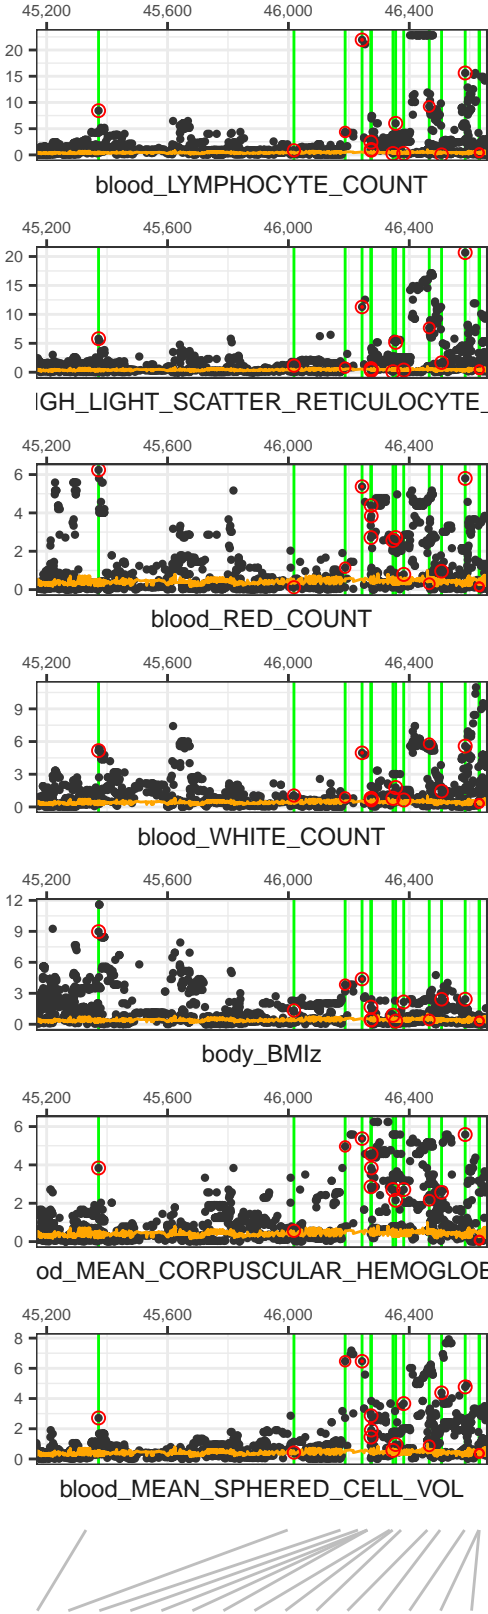 45,200 45,600 46,000 46,400
20
15
10
5
0
blood_LYMPHOCYTE_COUNT
45,200 45,600 46,000 46,400
20
15
10
5
0
IGH_LIGHT_SCATTER_RETICULOCYTE_
45,200 45,600 46,000 46,400
6
4
2
0
blood_RED_COUNT
45,200 45,600 46,000 46,400
9
6
3
0
blood_WHITE_COUNT
45,200 45,600 46,000 46,400
12
9
6
3
0
body_BMIz
45,200 45,600 46,000 46,400
6
4
2
0
od_MEAN_CORPUSCULAR_HEMOGLOB
45,200 45,600 46,000 46,400
8
6
4
2
0
blood_MEAN_SPHERED_CELL_VOL